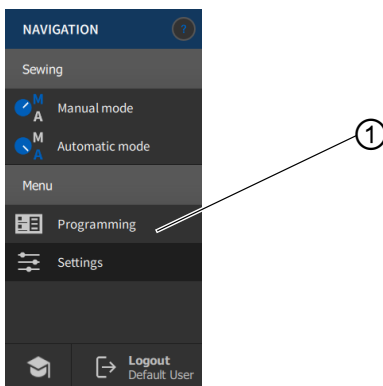 NAVIGATION ?
Sewing
M
A Manual mode
M
A Automatic mode
Menu
Programming
Settings
Logout
Default User
①